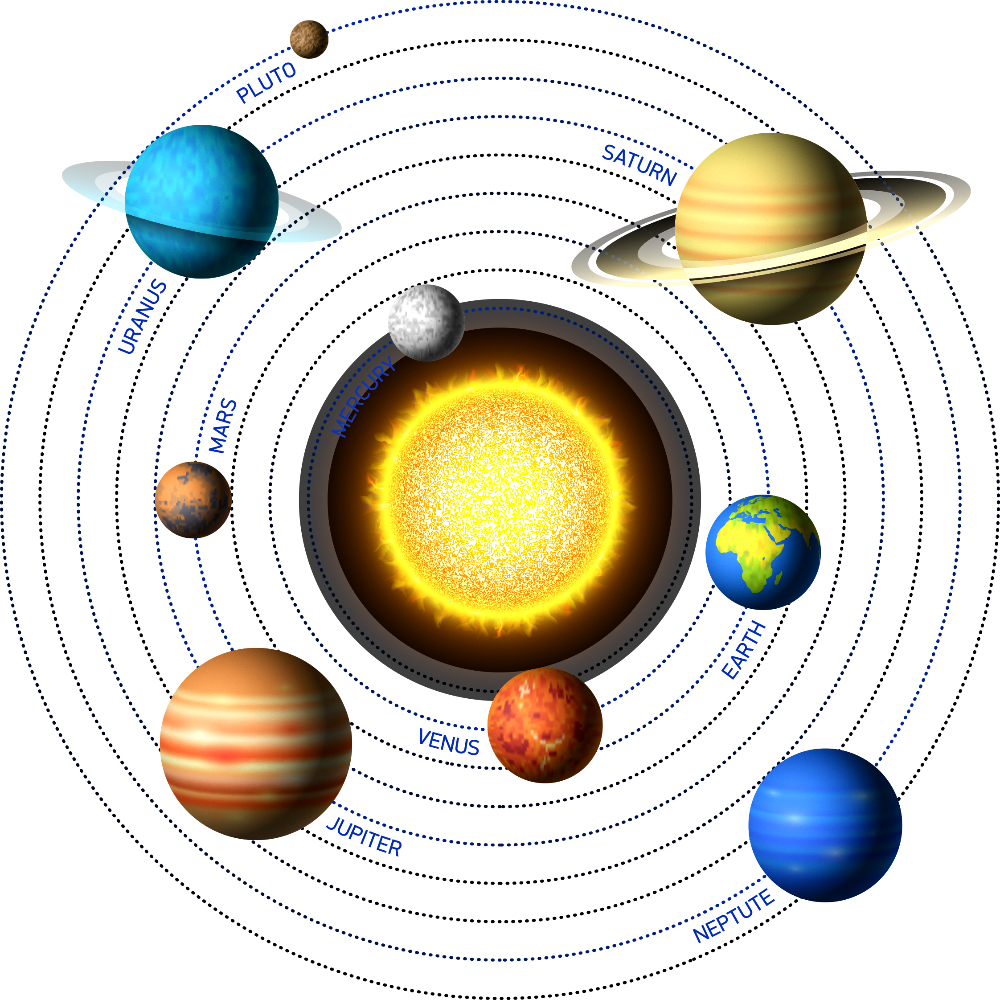 PLUTO
SATURN
URANUS
MERCURY
MARS
EARTH
VENUS
JUPITER
NEPTUTE